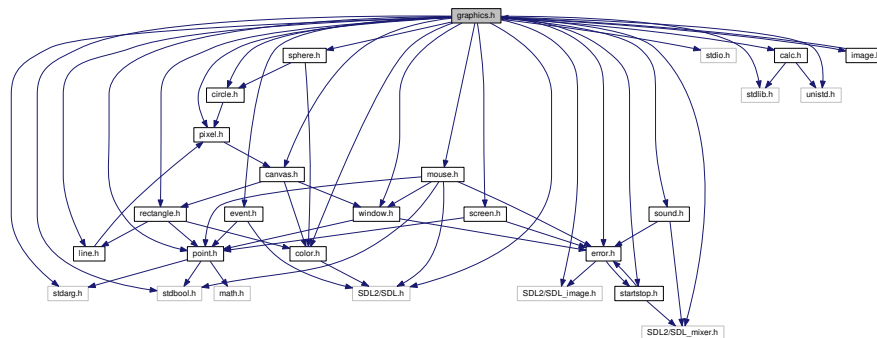 graphics.h
sphere.h
stdio.h
calc.h
image.
circle.h
stdlib.h
unistd.h
pixel.h
canvas.h
mouse.h
rectangle.h
event.h
window.h
screen.h
sound.h
line.h
point.h
color.h
error.h
stdarg.h
stdbool.h
math.h
SDL2/SDL.h
SDL2/SDL_image.h
startstop.h
SDL2/SDL_mixer.h